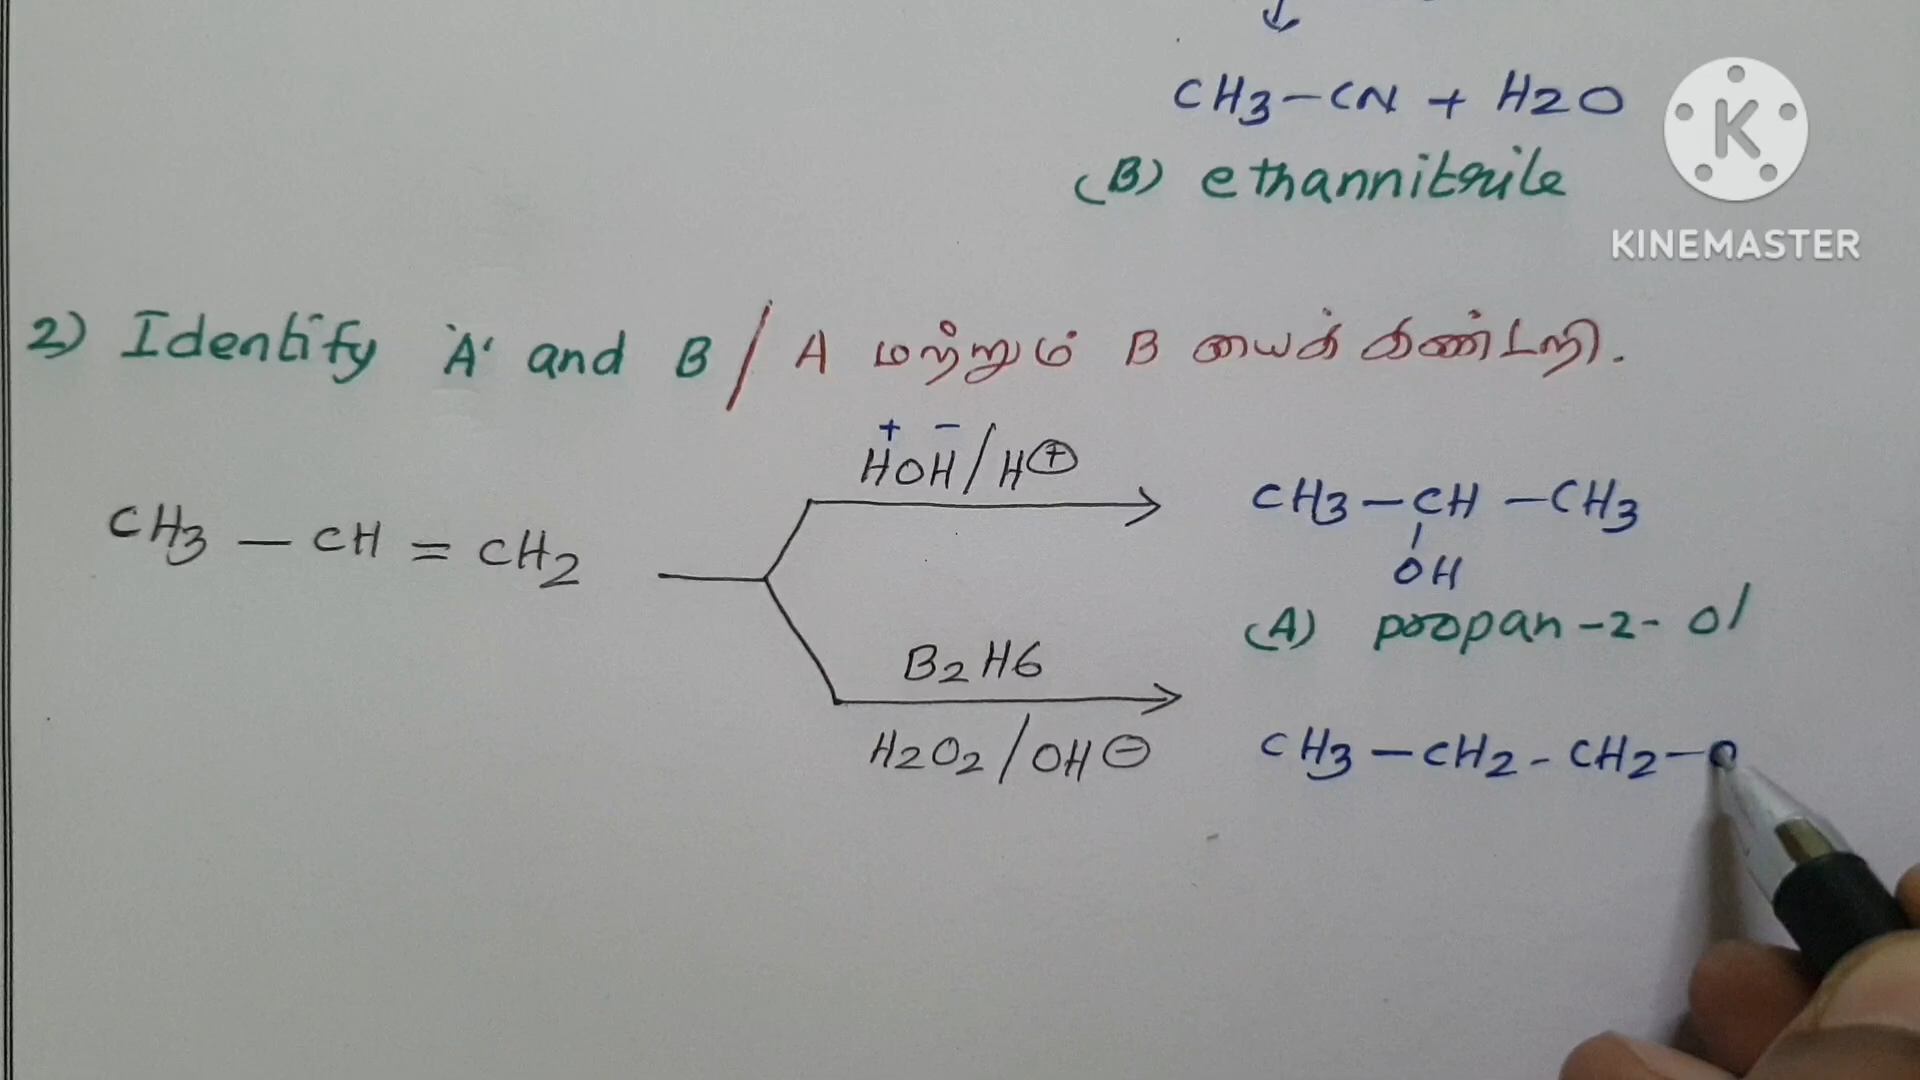 CH3 – CN + H2O
(B) ethannitrile
KINEMASTER
2) Identify 'A' and B / A மற்றும் B யைக் கண்டறி.
+ –
HOH / H⊕
CH3 – CH = CH2
CH3 – CH – CH3
OH
(A) propan - 2 - ol
B2H6
H2O2 / OH⊖
CH3 – CH2 - CH2 – O